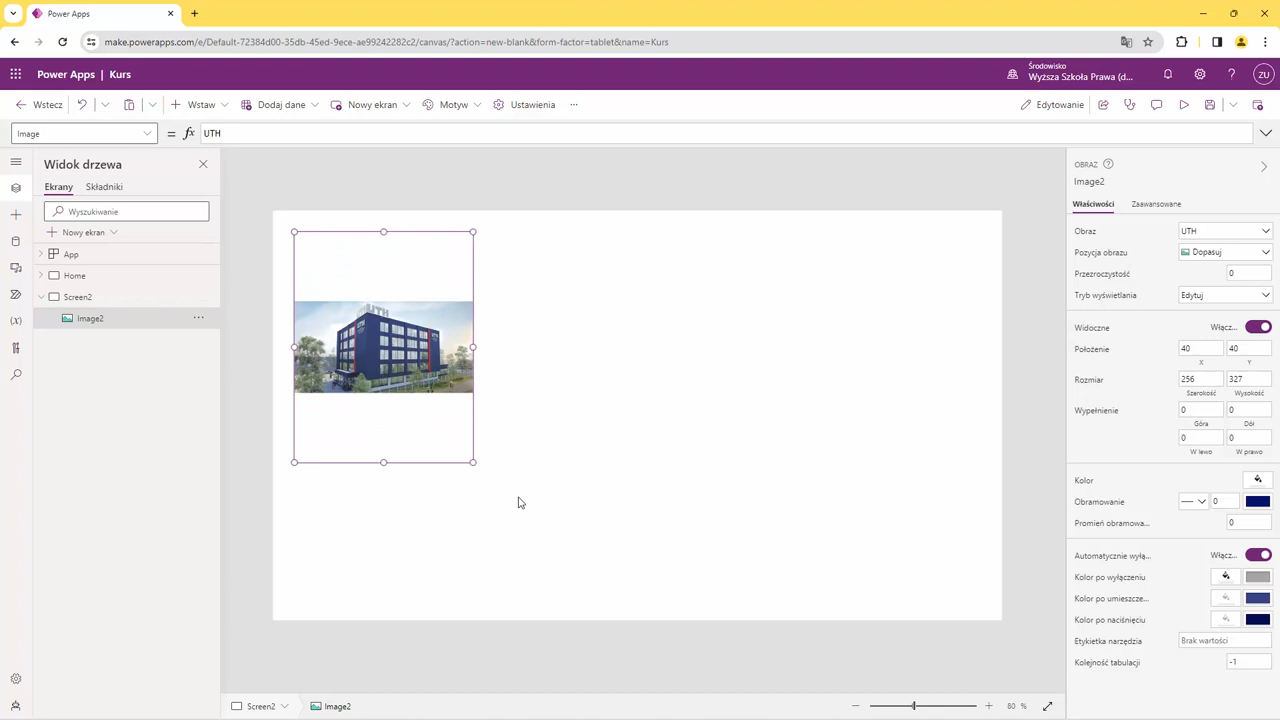 Power Apps
make.powerapps.com/e/Default-72384d00-35db-45ed-9ece-ae99242282c2/canvas/?action=new-blank&form-factor=tablet&name=Kurs
Power Apps | Kurs
Środowisko
Wyższa Szkoła Prawa (d...
ZU
Wstecz
Wstaw
Dodaj dane
Nowy ekran
Motyw
Ustawienia
...
Edytowanie
Image
= fx UTH
Widok drzewa
Ekrany
Składniki
Wyszukiwanie
Nowy ekran
App
Home
Screen2
Image2
...
UTH
OBRAZ
Image2
Właściwości
Zaawansowane
Obraz
UTH
Pozycja obrazu
Dopasuj
Przezroczystość
0
Tryb wyświetlania
Edytuj
Widoczne
Włącz...
Położenie
40
40
X
Y
Rozmiar
256
327
Szerokość
Wysokość
Wypełnienie
0
0
Góra
Dół
0
0
W lewo
W prawo
Kolor
Obramowanie
0
Promień obramowa...
0
Automatycznie wyłą...
Włącz...
Kolor po wyłączeniu
Kolor po umieszcze...
Kolor po naciśnięciu
Etykietka narzędzia
Brak wartości
Kolejność tabulacji
-1
Screen2
Image2
80 %